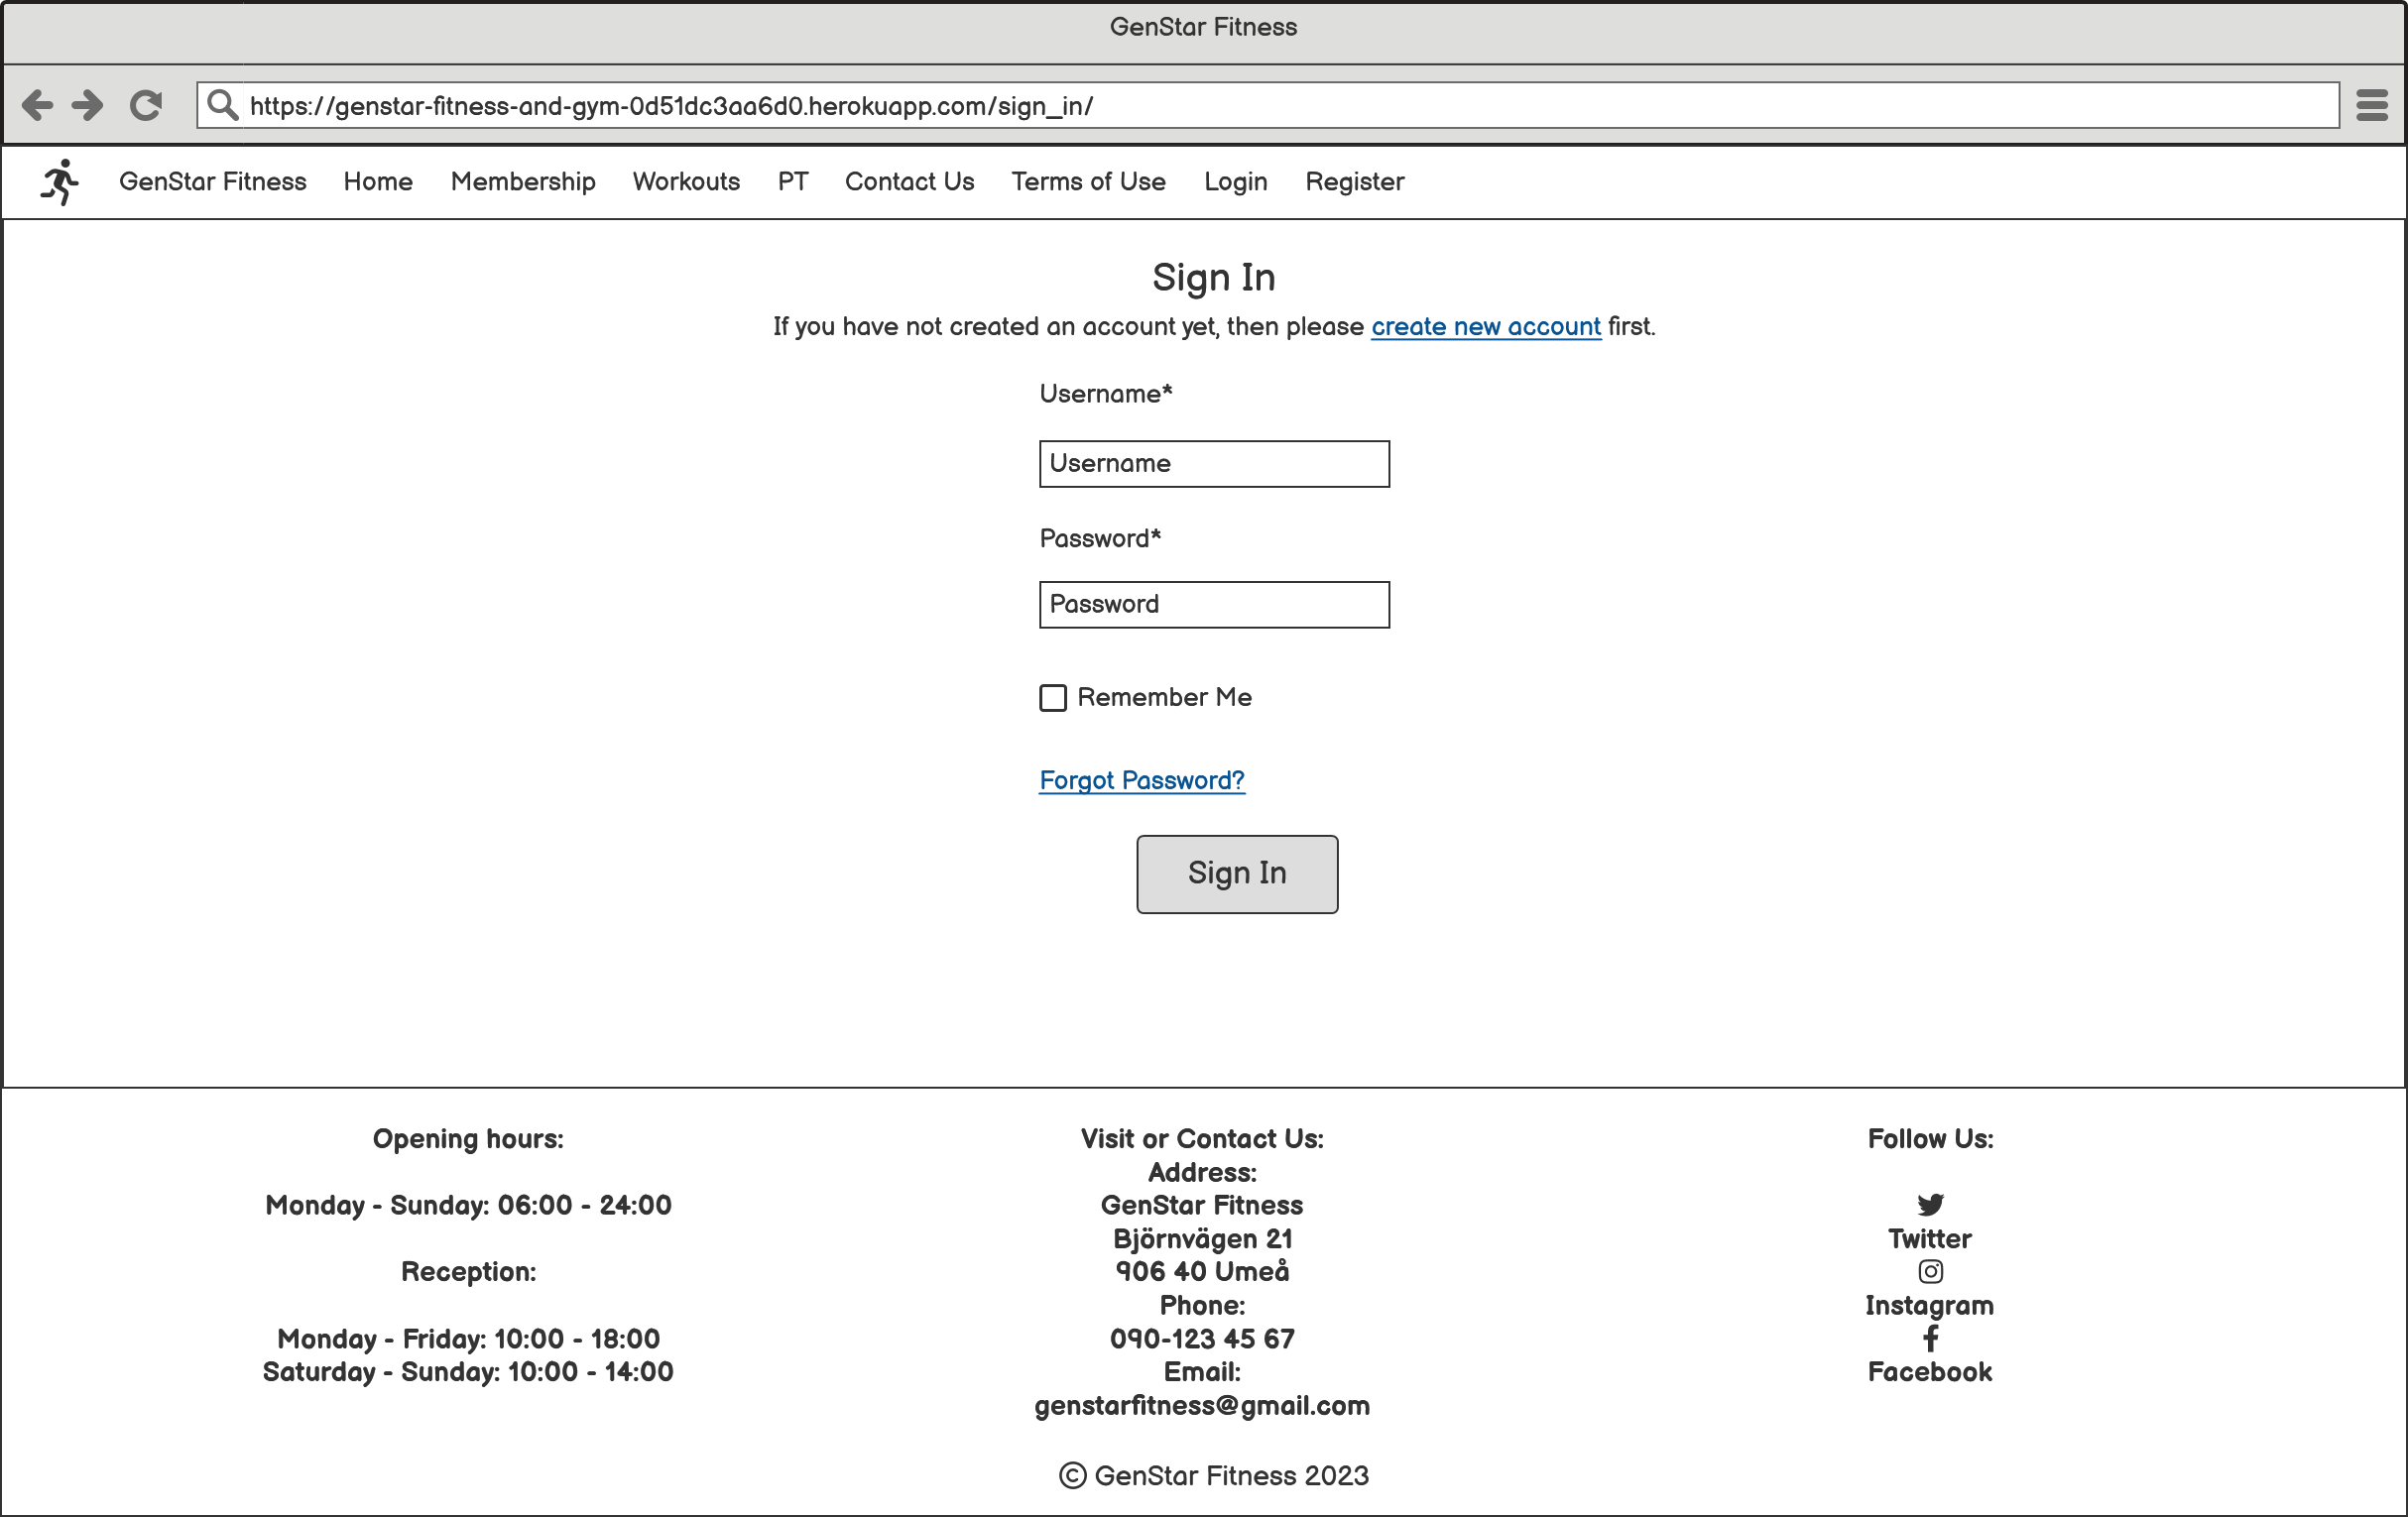 GenStar Fitness
https://genstar-fitness-and-gym-0d51dc3aa6d0.herokuapp.com/sign_in/
GenStar Fitness Home Membership Workouts PT Contact Us Terms of Use Login Register
Sign In
If you have not created an account yet, then please create new account first.
Username*
Username
Password*
Password
Remember Me
Forgot Password?
Sign In
Opening hours:
Monday - Sunday: 06:00 - 24:00
Reception:
Monday - Friday: 10:00 - 18:00
Saturday - Sunday: 10:00 - 14:00
Visit or Contact Us:
Address:
GenStar Fitness
Björnvägen 21
906 40 Umeå
Phone:
090-123 45 67
Email:
genstarfitness@gmail.com
Follow Us:
Twitter
Instagram
Facebook
© GenStar Fitness 2023